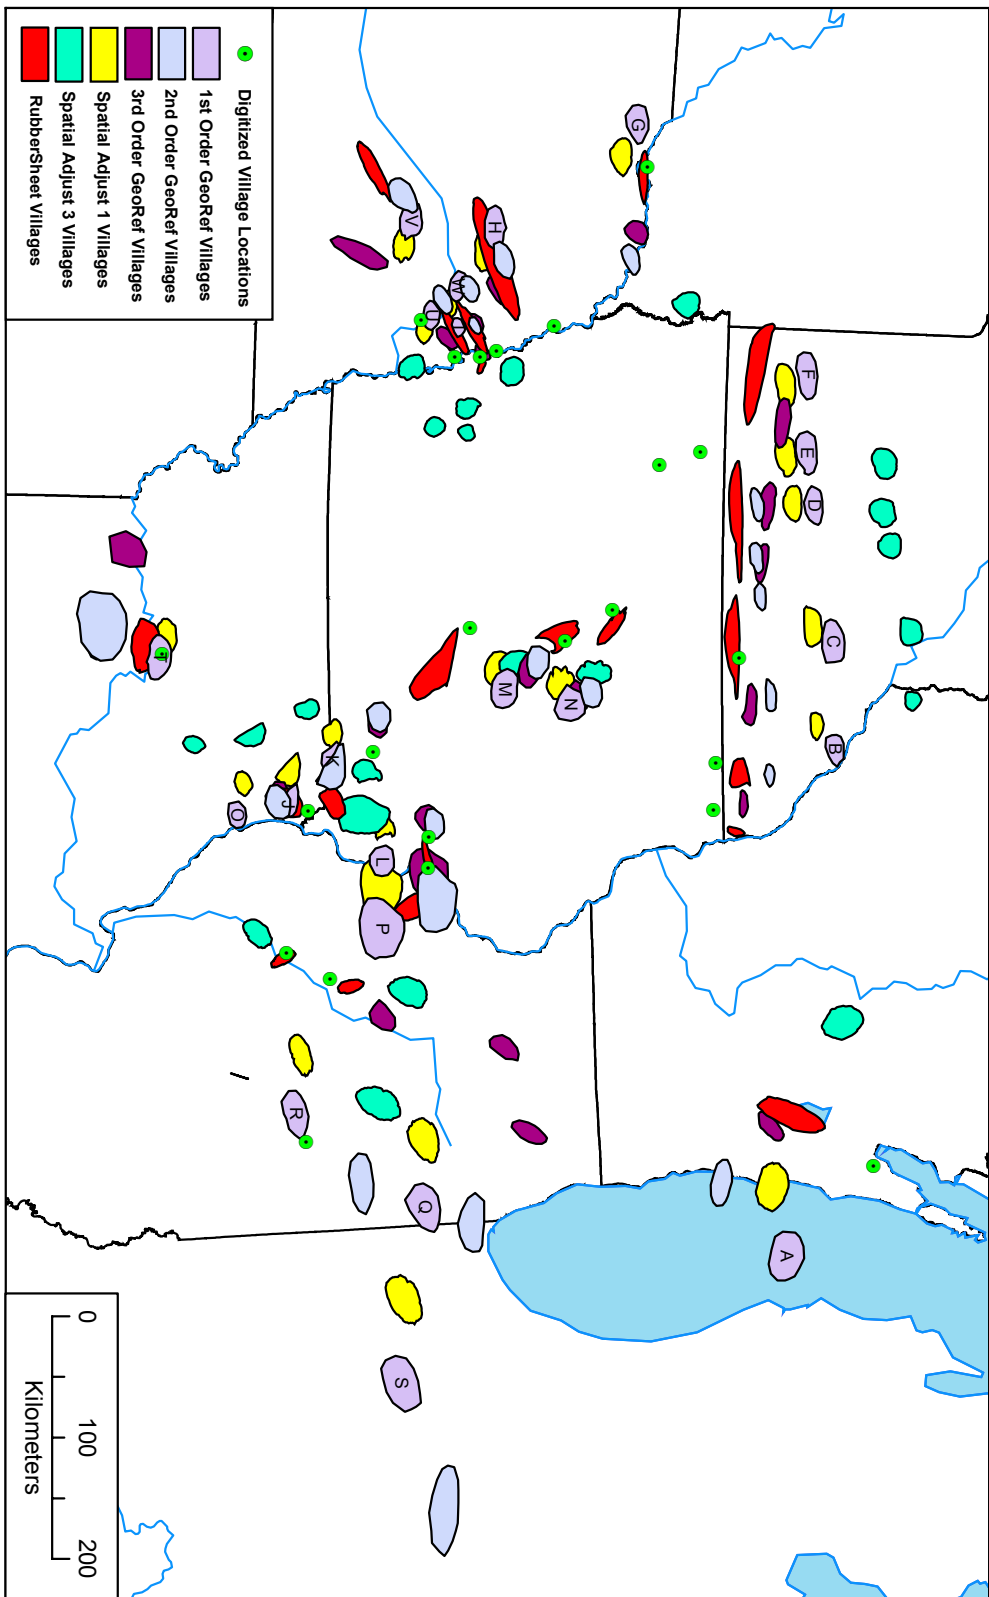 Digitized Village Locations
1st Order GeoRef Villages
2nd Order GeoRef Villages
3rd Order GeoRef Villages
Spatial Adjust 1 Villages
Spatial Adjust 3 Villages
RubberSheet Villages
A
B
C
D
E
F
G
H
I
J
K
L
M
N
O
P
Q
R
S
T
U
V
W
0 100 200
Kilometers